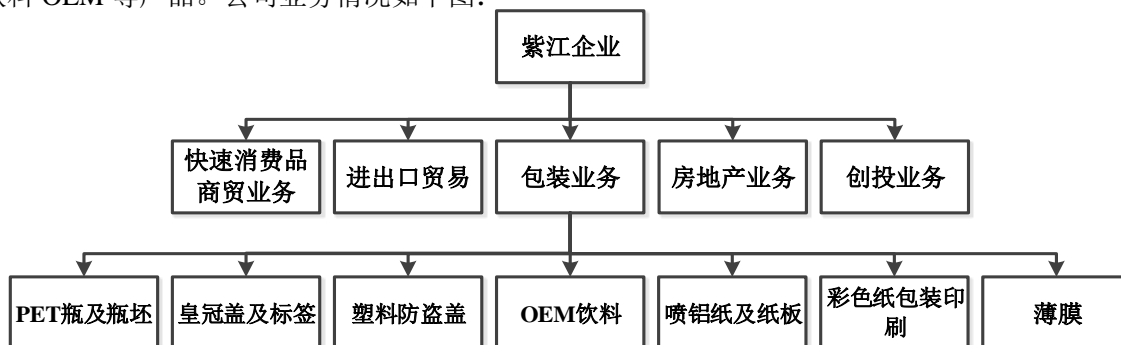 料 OEM 等产品。公司业务情况如下图：
紫江企业
快速消费品
商贸业务
进出口贸易
包装业务
房地产业务
创投业务
PET瓶及瓶坯
皇冠盖及标签
塑料防盗盖
OEM饮料
喷铝纸及纸板
彩色纸包装印
刷
薄膜